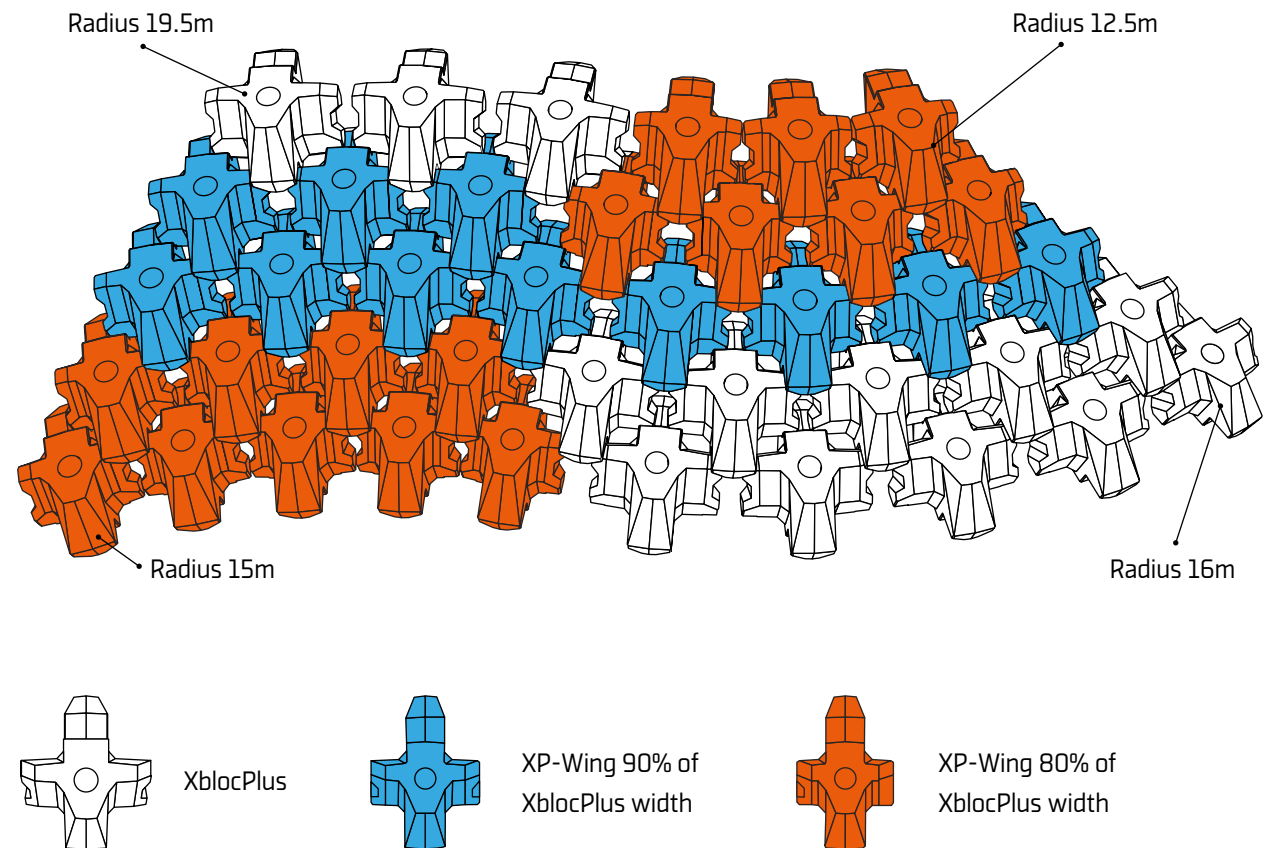 Radius 19.5m
Radius 12.5m
Radius 15m
Radius 16m
XblocPlus
XP-Wing 90% of
XblocPlus width
XP-Wing 80% of
XblocPlus width